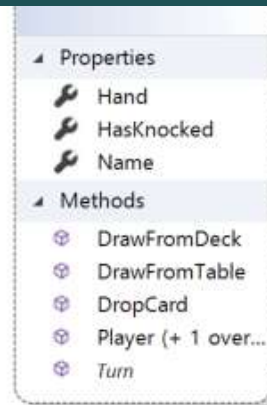 Properties
Hand
HasKnocked
Name
Methods
DrawFromDeck
DrawFromTable
DropCard
Player (+ 1 over...
Turn